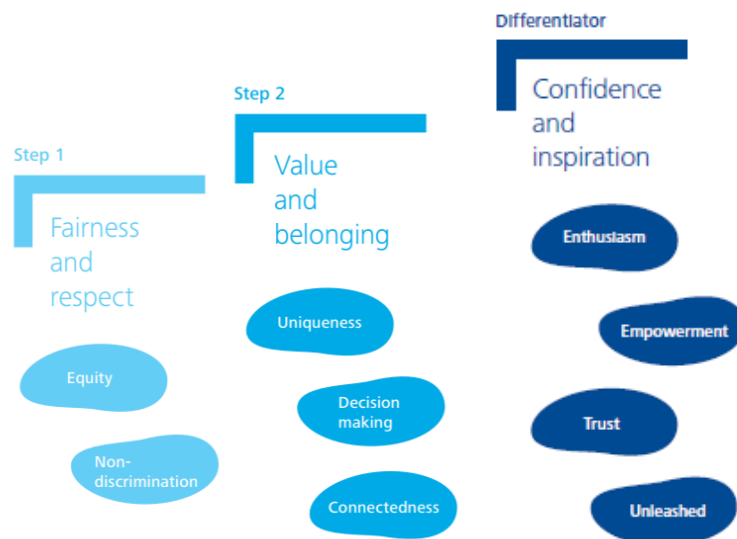 Step 1
Fairness
and
respect
Equity
Non-
discrimination
Step 2
Value
and
belonging
Uniqueness
Decision
making
Connectedness
Differentiator
Confidence
and
inspiration
Enthusiasm
Empowerment
Trust
Unleashed